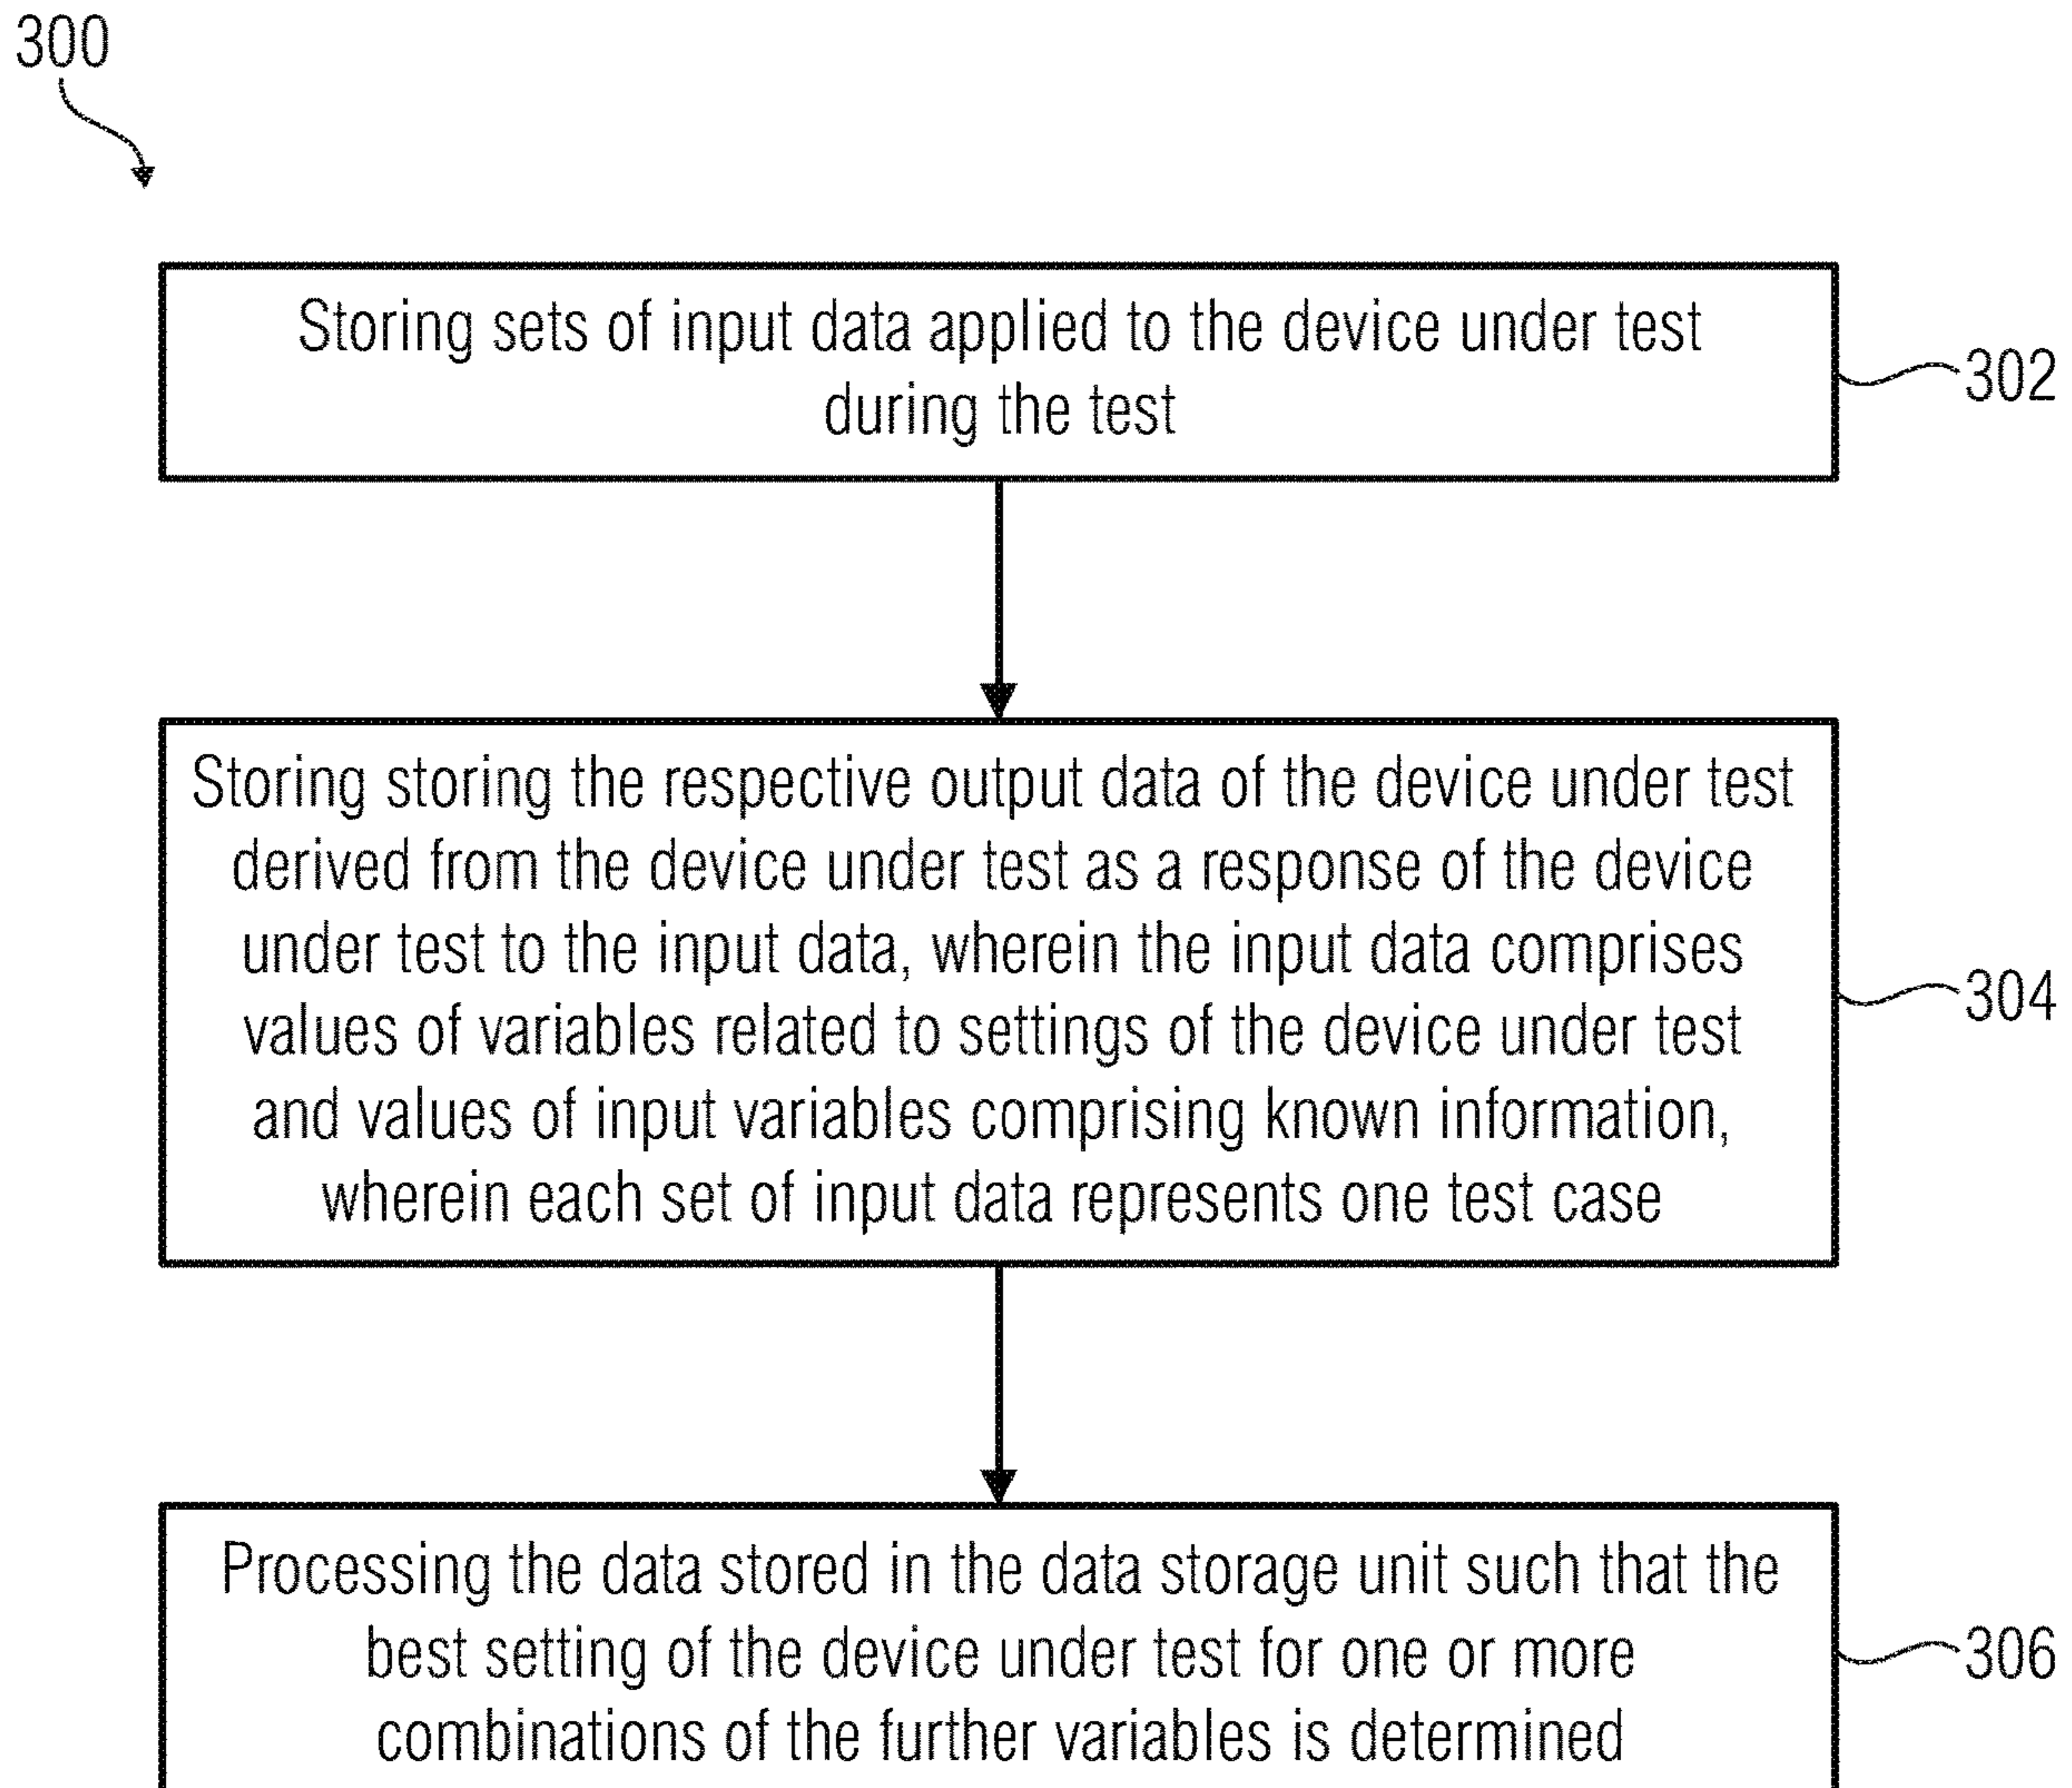 300
Storing sets of input data applied to the device under test
during the test
302
Storing storing the respective output data of the device under test
derived from the device under test as a response of the device
under test to the input data, wherein the input data comprises
values of variables related to settings of the device under test
and values of input variables comprising known information,
wherein each set of input data represents one test case
304
Processing the data stored in the data storage unit such that the
best setting of the device under test for one or more
combinations of the further variables is determined
306